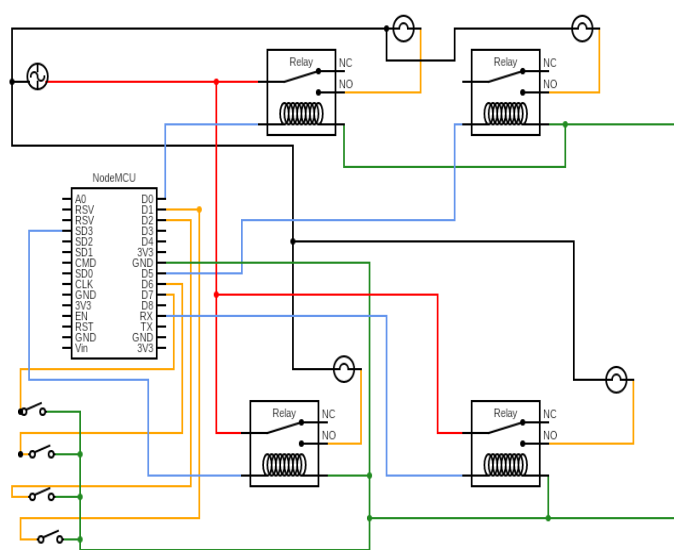 Relay
NC
NO
Relay
NC
NO
NodeMCU
A0 D0
RSV D1
RSV D2
SD3 D3
SD2 D4
SD1 3V3
CMD GND
SD0 D5
CLK D6
GND D7
3V3 D8
EN RX
RST TX
GND GND
Vin 3V3
Relay
NC
NO
Relay
NC
NO